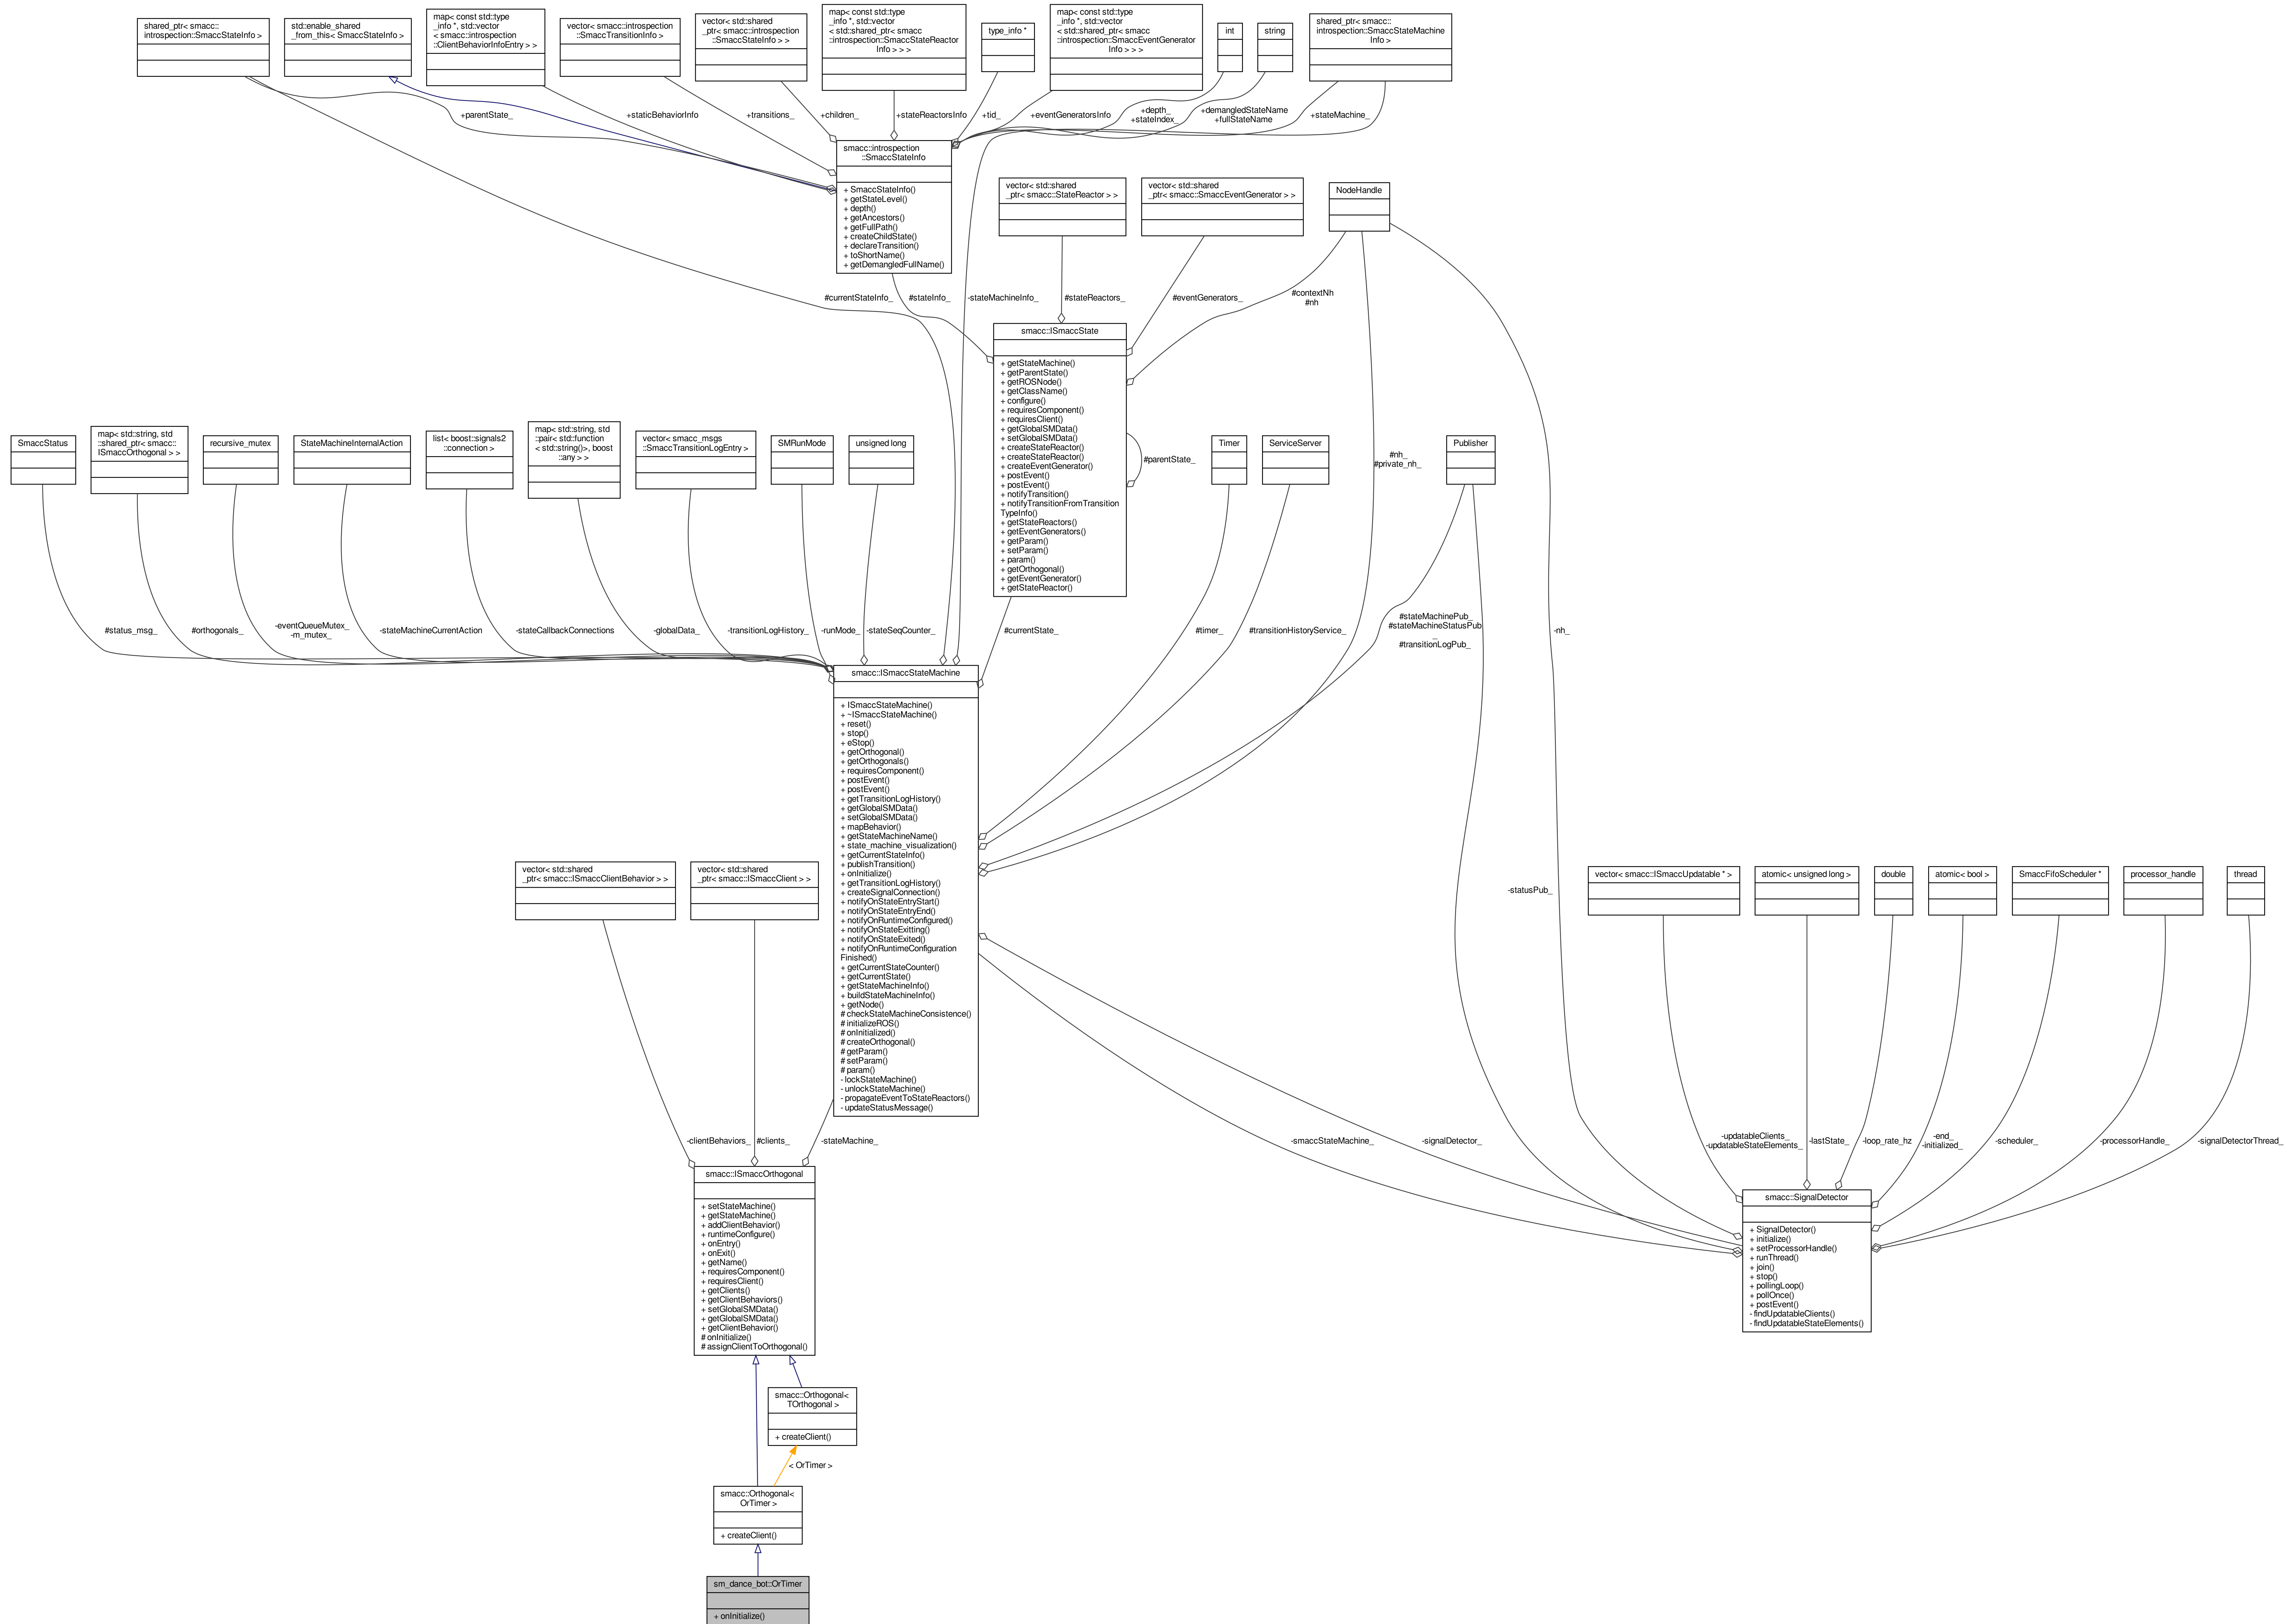 shared_ptr< smacc::
introspection::SmaccStateInfo >
std::enable_shared
_from_this< SmaccStateInfo >
map< const std::type
_info *, std::vector
< smacc::introspection
::ClientBehaviorInfoEntry > >
vector< smacc::introspection
::SmaccTransitionInfo >
vector< std::shared
_ptr< smacc::introspection
::SmaccStateInfo > >
map< const std::type
_info *, std::vector
< std::shared_ptr< smacc
::introspection::SmaccStateReactor
Info > > >
type_info *
map< const std::type
_info *, std::vector
< std::shared_ptr< smacc
::introspection::SmaccEventGenerator
Info > > >
int
string
shared_ptr< smacc::
introspection::SmaccStateMachine
Info >
+parentState_
+staticBehaviorInfo
+transitions_
+children_
+stateReactorsInfo
+tid_
+eventGeneratorsInfo
+depth_
+stateIndex_
+demangledStateName
+fullStateName
+stateMachine_
smacc::introspection
::SmaccStateInfo
+ SmaccStateInfo()
+ getStateLevel()
+ depth()
+ getAncestors()
+ getFullPath()
+ createChildState()
+ declareTransition()
+ toShortName()
+ getDemangledFullName()
vector< std::shared
_ptr< smacc::StateReactor > >
vector< std::shared
_ptr< smacc::SmaccEventGenerator > >
NodeHandle
#currentStateInfo_
#stateInfo_
-stateMachineInfo_
#stateReactors_
#eventGenerators_
#contextNh
#nh
smacc::ISmaccState
+ getStateMachine()
+ getParentState()
+ getROSNode()
+ getClassName()
+ configure()
+ requiresComponent()
+ requiresClient()
+ getGlobalSMData()
+ setGlobalSMData()
+ createStateReactor()
+ createStateReactor()
+ createEventGenerator()
+ postEvent()
+ postEvent()
+ notifyTransition()
+ notifyTransitionFromTransition
TypeInfo()
+ getStateReactors()
+ getEventGenerators()
+ getParam()
+ setParam()
+ param()
+ getOrthogonal()
+ getEventGenerator()
+ getStateReactor()
#parentState_
SmaccStatus
map< std::string, std
::shared_ptr< smacc::
ISmaccOrthogonal > >
recursive_mutex
StateMachineInternalAction
list< boost::signals2
::connection >
map< std::string, std
::pair< std::function
< std::string()>, boost
::any > >
vector< smacc_msgs
::SmaccTransitionLogEntry >
SMRunMode
unsigned long
Timer
ServiceServer
Publisher
#nh_
#private_nh_
#status_msg_
#orthogonals_
-eventQueueMutex_
-m_mutex_
-stateMachineCurrentAction
-stateCallbackConnections
-globalData_
-transitionLogHistory_
-runMode_
-stateSeqCounter_
#currentState_
#timer_
#transitionHistoryService_
#stateMachinePub_
#stateMachineStatusPub
_
#transitionLogPub_
-nh_
smacc::ISmaccStateMachine
+ ISmaccStateMachine()
+ ~ISmaccStateMachine()
+ reset()
+ stop()
+ eStop()
+ getOrthogonal()
+ getOrthogonals()
+ requiresComponent()
+ postEvent()
+ postEvent()
+ getTransitionLogHistory()
+ getGlobalSMData()
+ setGlobalSMData()
+ mapBehavior()
+ getStateMachineName()
+ state_machine_visualization()
+ getCurrentStateInfo()
+ publishTransition()
+ onInitialize()
+ getTransitionLogHistory()
+ createSignalConnection()
+ notifyOnStateEntryStart()
+ notifyOnStateEntryEnd()
+ notifyOnRuntimeConfigured()
+ notifyOnStateExitting()
+ notifyOnStateExited()
+ notifyOnRuntimeConfiguration
Finished()
+ getCurrentStateCounter()
+ getCurrentState()
+ getStateMachineInfo()
+ buildStateMachineInfo()
+ getNode()
# checkStateMachineConsistence()
# initializeROS()
# onInitialized()
# createOrthogonal()
# getParam()
# setParam()
# param()
- lockStateMachine()
- unlockStateMachine()
- propagateEventToStateReactors()
- updateStatusMessage()
vector< std::shared
_ptr< smacc::ISmaccClientBehavior > >
vector< std::shared
_ptr< smacc::ISmaccClient > >
-statusPub_
vector< smacc::ISmaccUpdatable * >
atomic< unsigned long >
double
atomic< bool >
SmaccFifoScheduler *
processor_handle
thread
-clientBehaviors_
#clients_
-stateMachine_
-smaccStateMachine_
-signalDetector_
-updatableClients_
-updatableStateElements_
-lastState_
-loop_rate_hz
-end_
-initialized_
-scheduler_
-processorHandle_
-signalDetectorThread_
smacc::ISmaccOrthogonal
+ setStateMachine()
+ getStateMachine()
+ addClientBehavior()
+ runtimeConfigure()
+ onEntry()
+ onExit()
+ getName()
+ requiresComponent()
+ requiresClient()
+ getClients()
+ getClientBehaviors()
+ setGlobalSMData()
+ getGlobalSMData()
+ getClientBehavior()
# onInitialize()
# assignClientToOrthogonal()
smacc::SignalDetector
+ SignalDetector()
+ initialize()
+ setProcessorHandle()
+ runThread()
+ join()
+ stop()
+ pollingLoop()
+ pollOnce()
+ postEvent()
- findUpdatableClients()
- findUpdatableStateElements()
smacc::Orthogonal<
TOrthogonal >
+ createClient()
< OrTimer >
smacc::Orthogonal<
OrTimer >
+ createClient()
sm_dance_bot::OrTimer
+ onInitialize()